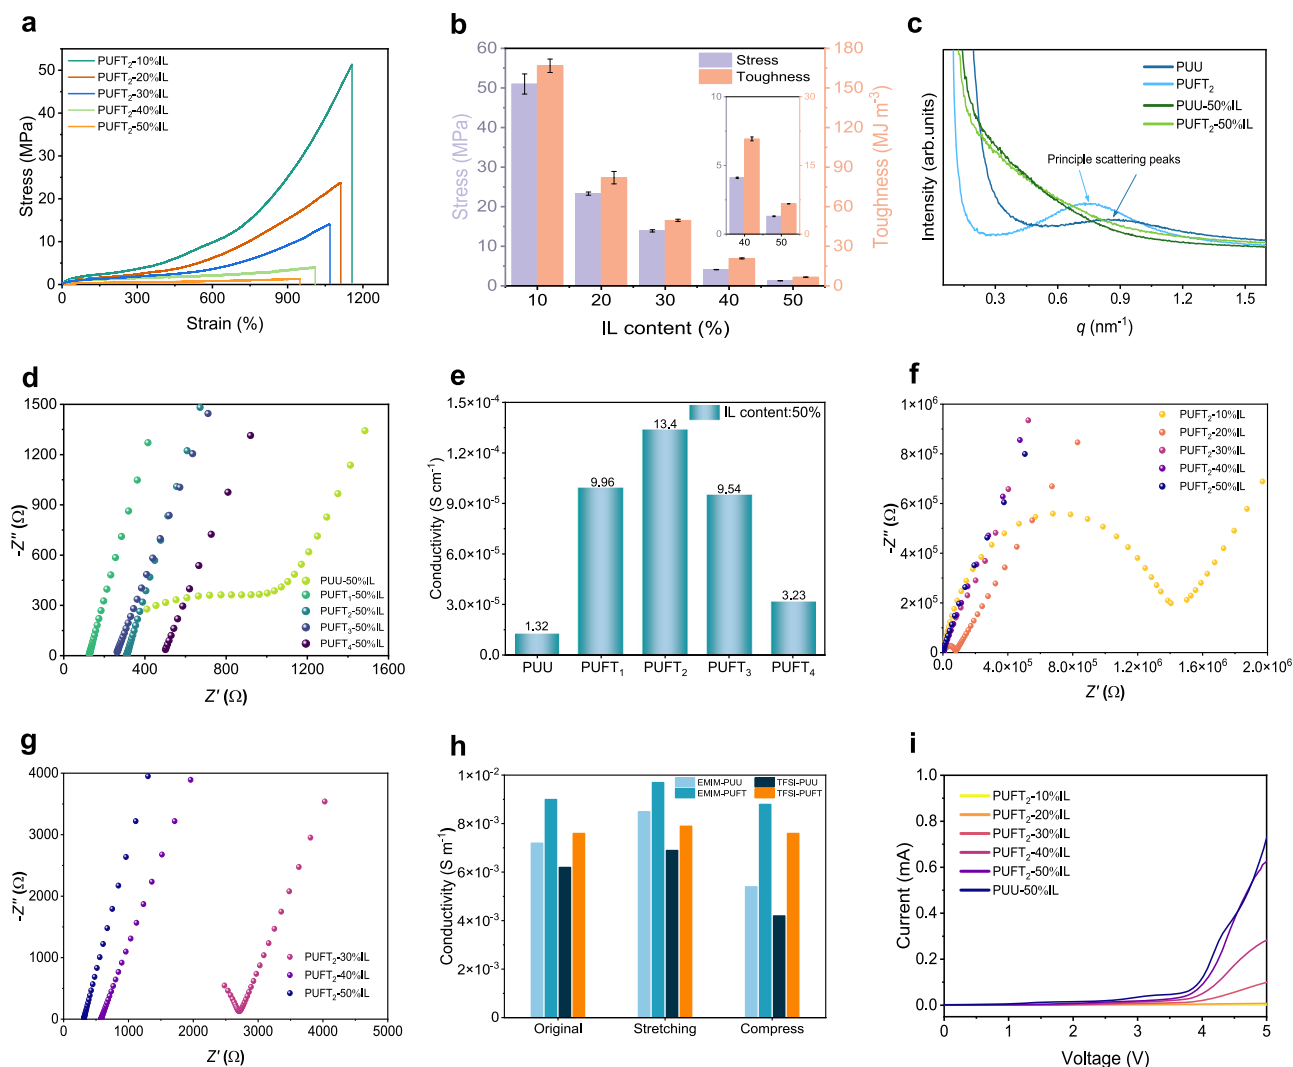 a
PUFT₂-10%IL
PUFT₂-20%IL
PUFT₂-30%IL
PUFT₂-40%IL
PUFT₂-50%IL
50
40
30
20
10
0
0
300
600
900
1200
Stress (MPa)
Strain (%)
b
Stress
Toughness
60
50
40
30
20
10
0
180
150
120
90
60
30
0
10
5
0
30
15
0
40
50
10
20
30
40
50
Stress (MPa)
Toughness (MJ m⁻³)
IL content (%)
c
PUU
PUFT₂
PUU-50%IL
PUFT₂-50%IL
Principle scattering peaks
0.3
0.6
0.9
1.2
1.5
Intensity (arb.units)
q (nm⁻¹)
d
1500
1200
900
600
300
0
0
400
800
1200
1600
PUU-50%IL
PUFT₁-50%IL
PUFT₂-50%IL
PUFT₃-50%IL
PUFT₄-50%IL
-Z″ (Ω)
Z′ (Ω)
e
IL content:50%
1.5×10⁻⁴
1.2×10⁻⁴
9.0×10⁻⁵
6.0×10⁻⁵
3.0×10⁻⁵
0.0
1.32
9.96
13.4
9.54
3.23
PUU
PUFT₁
PUFT₂
PUFT₃
PUFT₄
Conductivity (S cm⁻¹)
f
1×10⁶
8×10⁵
6×10⁵
4×10⁵
2×10⁵
0
0.0
4.0×10⁵
8.0×10⁵
1.2×10⁶
1.6×10⁶
2.0×10⁶
PUFT₂-10%IL
PUFT₂-20%IL
PUFT₂-30%IL
PUFT₂-40%IL
PUFT₂-50%IL
-Z″ (Ω)
Z′ (Ω)
g
4000
3000
2000
1000
0
0
1000
2000
3000
4000
5000
PUFT₂-30%IL
PUFT₂-40%IL
PUFT₂-50%IL
-Z″ (Ω)
Z′ (Ω)
h
EMIM-PUU
TFSI-PUU
EMIM-PUFT
TFSI-PUFT
1×10⁻²
8×10⁻³
6×10⁻³
4×10⁻³
2×10⁻³
0
Original
Stretching
Compress
Conductivity (S m⁻¹)
i
PUFT₂-10%IL
PUFT₂-20%IL
PUFT₂-30%IL
PUFT₂-40%IL
PUFT₂-50%IL
PUU-50%IL
1.0
0.8
0.6
0.4
0.2
0.0
0
1
2
3
4
5
Current (mA)
Voltage (V)